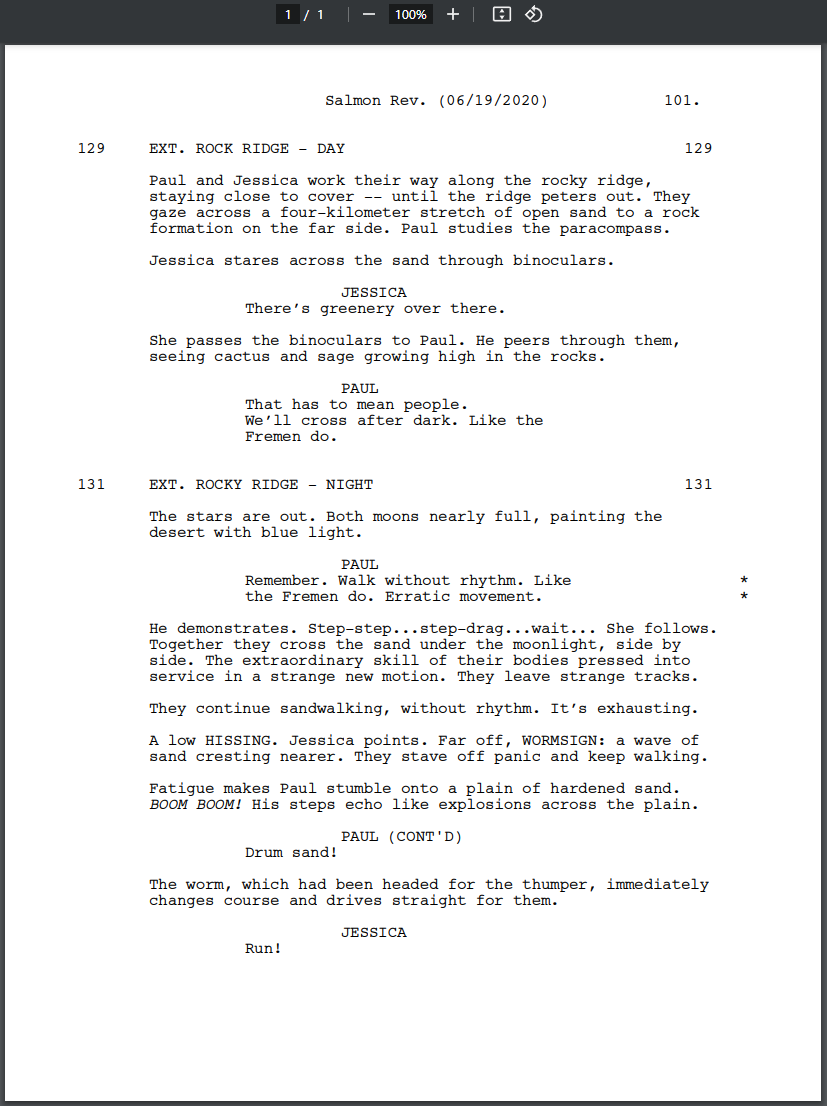 1 / 1 100%
Salmon Rev. (06/19/2020) 101.
129 EXT. ROCK RIDGE - DAY 129
Paul and Jessica work their way along the rocky ridge,
staying close to cover -- until the ridge peters out. They
gaze across a four-kilometer stretch of open sand to a rock
formation on the far side. Paul studies the paracompass.
Jessica stares across the sand through binoculars.
JESSICA
There's greenery over there.
She passes the binoculars to Paul. He peers through them,
seeing cactus and sage growing high in the rocks.
PAUL
That has to mean people.
We'll cross after dark. Like the
Fremen do.
131 EXT. ROCKY RIDGE - NIGHT 131
The stars are out. Both moons nearly full, painting the
desert with blue light.
PAUL
Remember. Walk without rhythm. Like *
the Fremen do. Erratic movement. *
He demonstrates. Step-step...step-drag...wait... She follows.
Together they cross the sand under the moonlight, side by
side. The extraordinary skill of their bodies pressed into
service in a strange new motion. They leave strange tracks.
They continue sandwalking, without rhythm. It's exhausting.
A low HISSING. Jessica points. Far off, WORMSIGN: a wave of
sand cresting nearer. They stave off panic and keep walking.
Fatigue makes Paul stumble onto a plain of hardened sand.
BOOM BOOM! His steps echo like explosions across the plain.
PAUL (CONT'D)
Drum sand!
The worm, which had been headed for the thumper, immediately
changes course and drives straight for them.
JESSICA
Run!